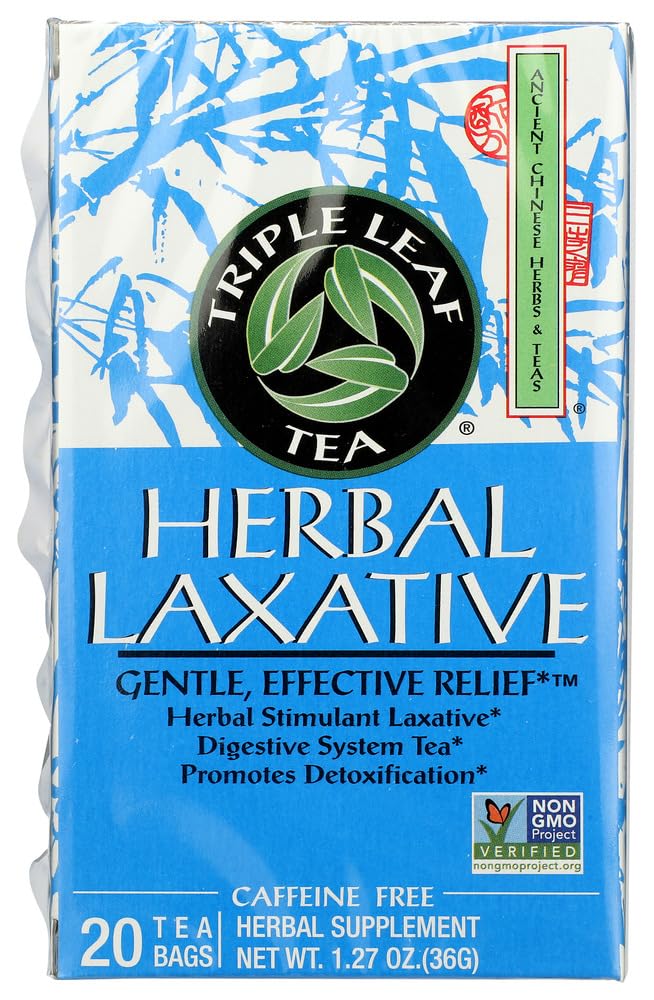 ANCIENT CHINESE HERBS & TEAS
®
TRIPLE LEAF
TEA
®
HERBAL
LAXATIVE
GENTLE, EFFECTIVE RELIEF*™
Herbal Stimulant Laxative*
Digestive System Tea*
Promotes Detoxification*
NON
GMO
Project
VERIFIED
nongmoproject.org
CAFFEINE FREE
20 TEA BAGS
HERBAL SUPPLEMENT
NET WT. 1.27 OZ.(36G)